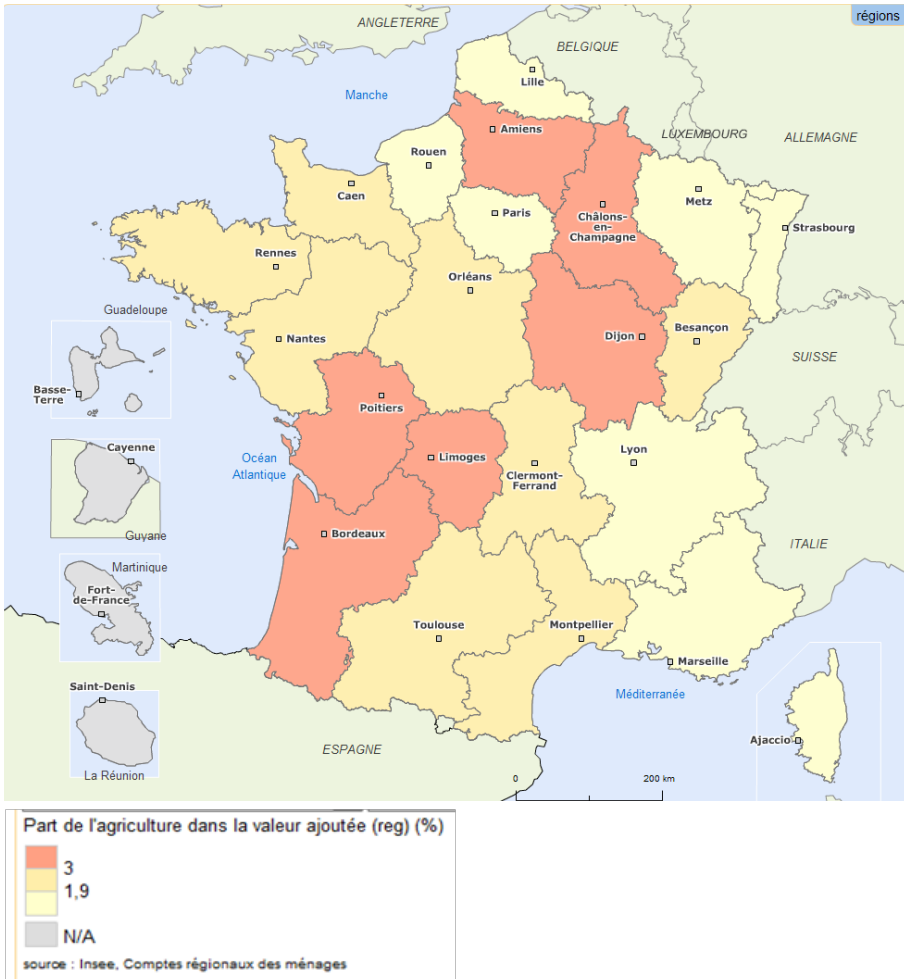 régions
ANGLETERRE
BELGIQUE
Lille
Manche
Amiens
LUXEMBOURG
ALLEMAGNE
Rouen
Metz
Caen
Paris
Châlons-
en-
Champagne
Strasbourg
Rennes
Orléans
Guadeloupe
Besançon
Dijon
Nantes
SUISSE
Basse-
Terre
Poitiers
Cayenne
Océan
Atlantique
Limoges
Lyon
Clermont-
Ferrand
Guyane
Bordeaux
ITALIE
Martinique
Fort-
de-France
Toulouse
Montpellier
Marseille
Saint-Denis
Méditerranée
Ajaccio
ESPAGNE
La Réunion
0 200 km
Part de l'agriculture dans la valeur ajoutée (reg) (%)
3
1,9
N/A
source : Insee, Comptes régionaux des ménages